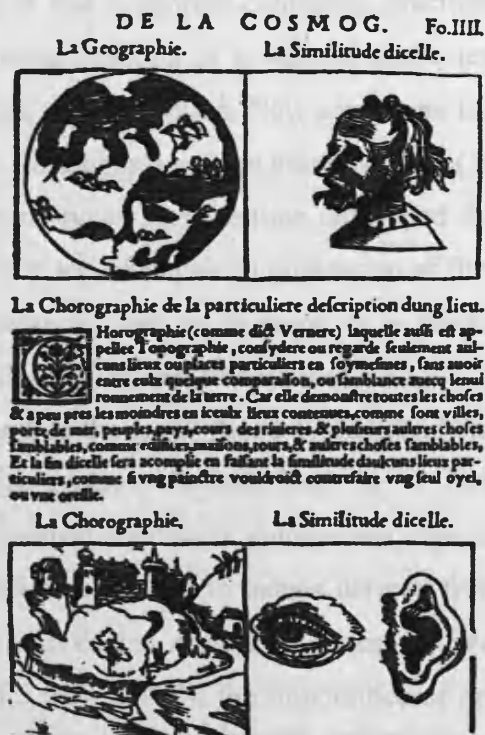 DE LA COSMOG. Fo.IIII.
La Geographie. La Similitude dicelle.
La Chorographie de la particuliere description dung lieu.
CHorographie (comme dict Vernere) laquelle aussi est ap-
pellee Topographie, consydere ou regarde seulement aul-
cuns lieux ou places particuliers en soymesmes, sans auoir
entre eulx quelque comparaison, ou samblance auecq lenui
ronnement de la terre. Car elle demonstre toutes les choses
& a peu pres les moindres en iceulx lieux contenues, comme sont villes,
portz de mer, peuples, pays, cours des riuieres & plusieurs aultres choses
samblables, comme edifices, maisons, tours, & aultres choses samblables,
Et la fin dicelle sera acomplie en faisant la similitude daulcuns lieux par-
ticuliers, comme si vng painctre vouldroict contrefaire vng seul oyel,
ou vne oreille.
La Chorographie. La Similitude dicelle.